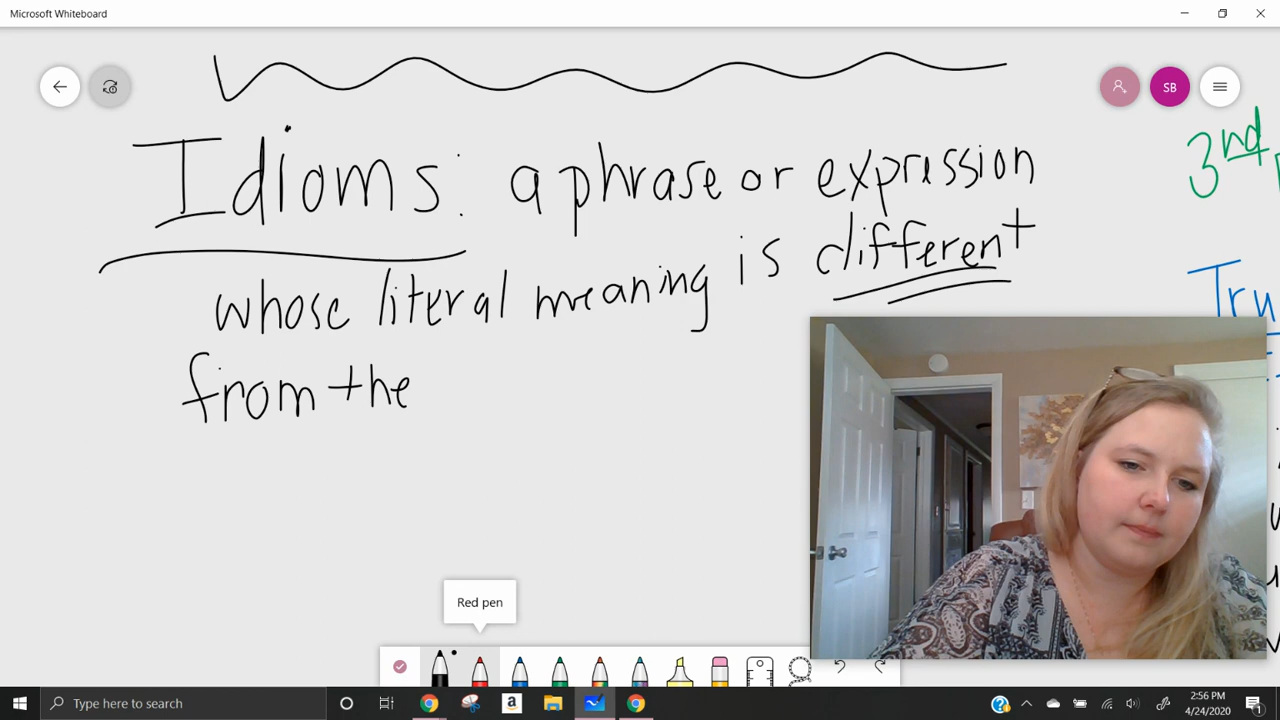 Microsoft Whiteboard
SB
Idioms: a phrase or expression
whose literal meaning is different
from the
3rd
Tru
Red pen
Type here to search
2:56 PM
4/24/2020